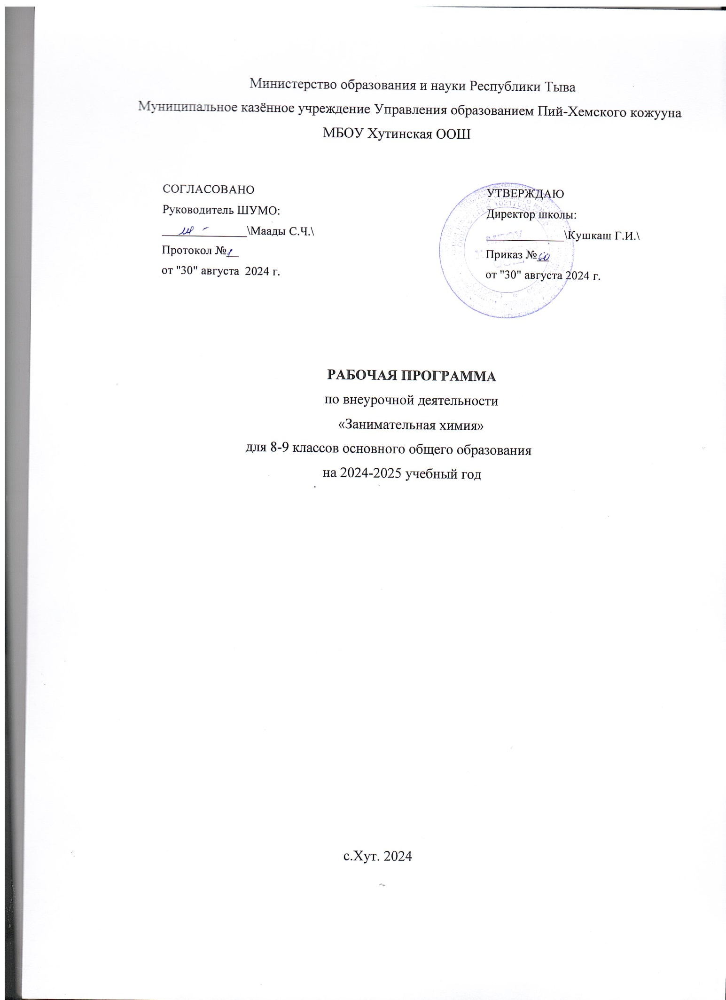 Министерство образования и науки Республики Тыва
Муниципальное казённое учреждение Управления образованием Пий-Хемского кожууна
МБОУ Хутинская ООШ
СОГЛАСОВАНО
Руководитель ШУМО:
______________\Маады С.Ч.\
Протокол №1
от "30" августа 2024 г.
УТВЕРЖДАЮ
Директор школы:
_____________\Кушкаш Г.И.\
Приказ №60
от "30" августа 2024 г.
РАБОЧАЯ ПРОГРАММА
по внеурочной деятельности
«Занимательная химия»
для 8-9 классов основного общего образования
на 2024-2025 учебный год
с.Хут. 2024